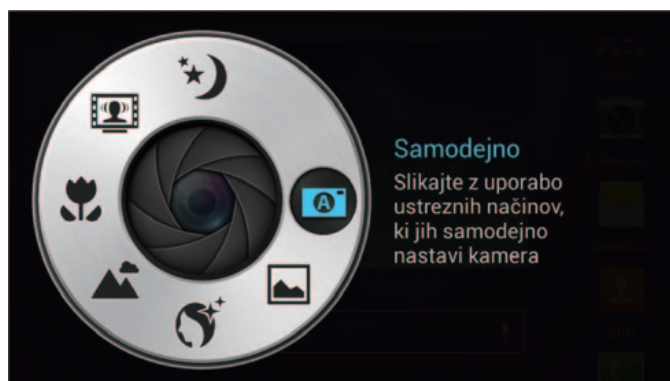 Samodejno
Slikajte z uporabo
ustreznih načinov,
ki jih samodejno
nastavi kamera
A